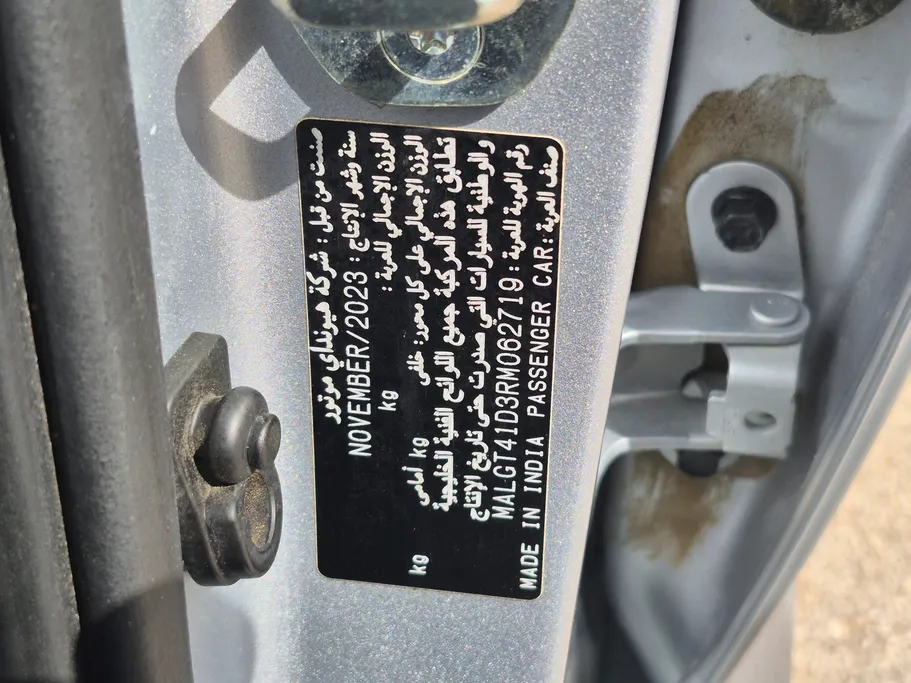 صنعت من قبل : شركة هيونداي موتور
سنة وشهر الإنتاج : NOVEMBER/2023
الوزن الإجمالي للعربة : kg
الوزن الإجمالي على كل محور: خلفي kg أمامي kg
تطابق هذه المركبة جميع اللوائح الفنية الخليجية
والوطنية للسيارات التي صدرت حتى تاريخ الإنتاج
رقم الهوية للعربة : MALGT41D3RM062719
صنف العربة : MADE IN INDIA PASSENGER CAR